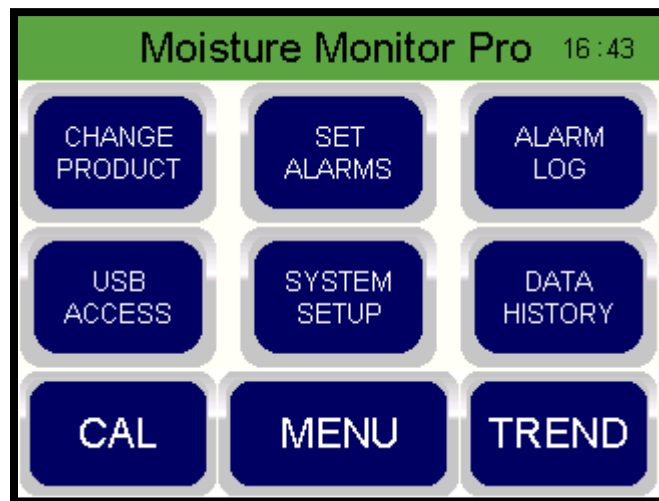 Moisture Monitor Pro 16:43
CHANGE
PRODUCT
SET
ALARMS
ALARM
LOG
USB
ACCESS
SYSTEM
SETUP
DATA
HISTORY
CAL
MENU
TREND